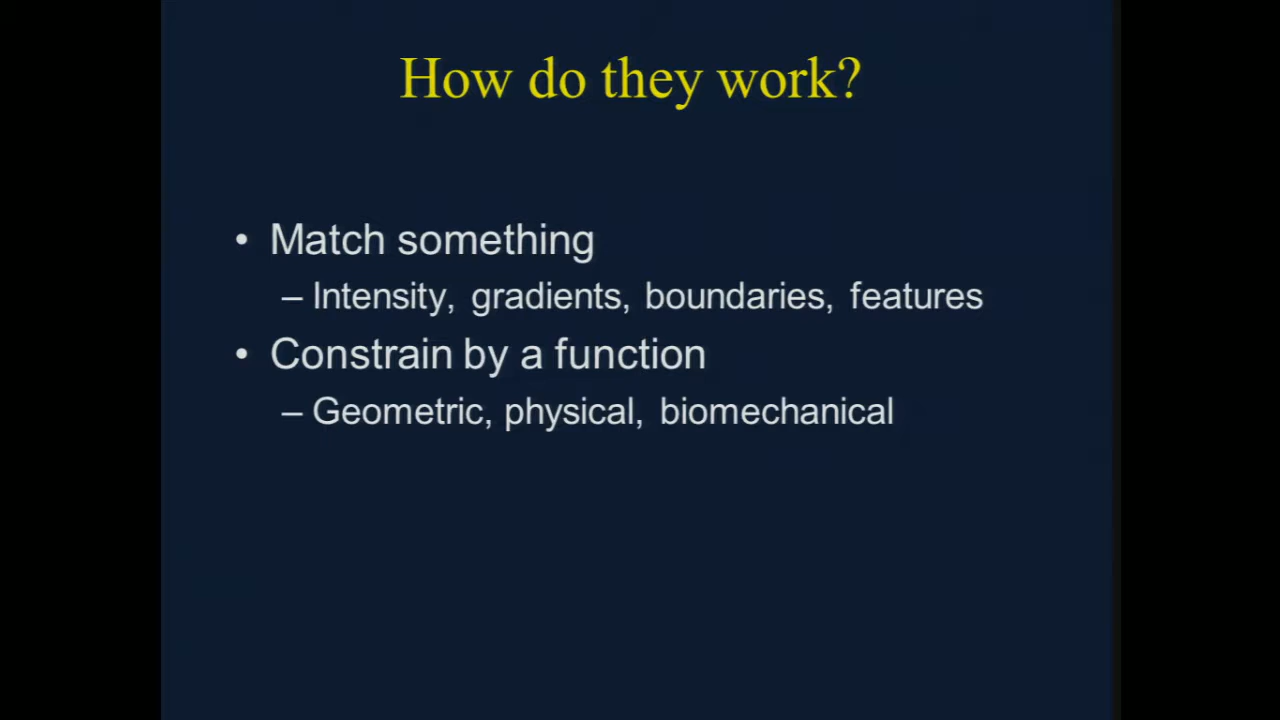 How do they work?
• Match something
– Intensity, gradients, boundaries, features
• Constrain by a function
– Geometric, physical, biomechanical